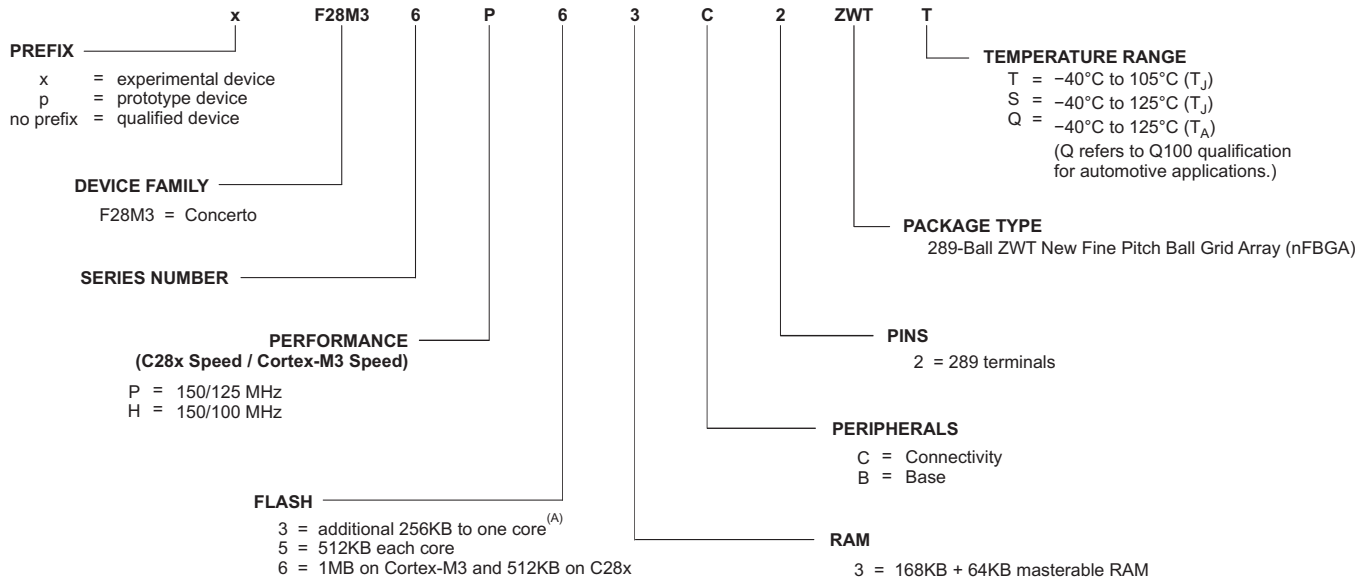 x F28M3 6 P 6 3 C 2 ZWT T
PREFIX
x = experimental device
p = prototype device
no prefix = qualified device
DEVICE FAMILY
F28M3 = Concerto
SERIES NUMBER
PERFORMANCE
(C28x Speed / Cortex-M3 Speed)
P = 150/125 MHz
H = 150/100 MHz
FLASH
3 = additional 256KB to one core(A)
5 = 512KB each core
6 = 1MB on Cortex-M3 and 512KB on C28x
TEMPERATURE RANGE
T = −40°C to 105°C (TJ)
S = −40°C to 125°C (TJ)
Q = −40°C to 125°C (TA)
(Q refers to Q100 qualification
for automotive applications.)
PACKAGE TYPE
289-Ball ZWT New Fine Pitch Ball Grid Array (nFBGA)
PINS
2 = 289 terminals
PERIPHERALS
C = Connectivity
B = Base
RAM
3 = 168KB + 64KB masterable RAM